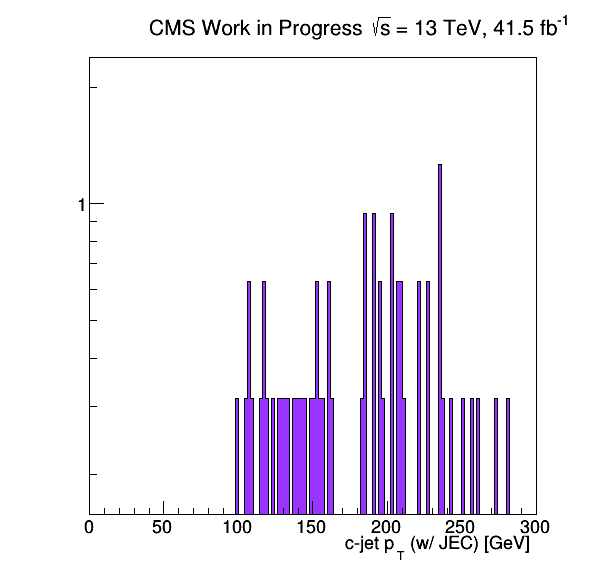 CMS Work in Progress √s = 13 TeV, 41.5 fb⁻¹
1
0 50 100 150 200 250 300
c-jet p_T (w/ JEC) [GeV]